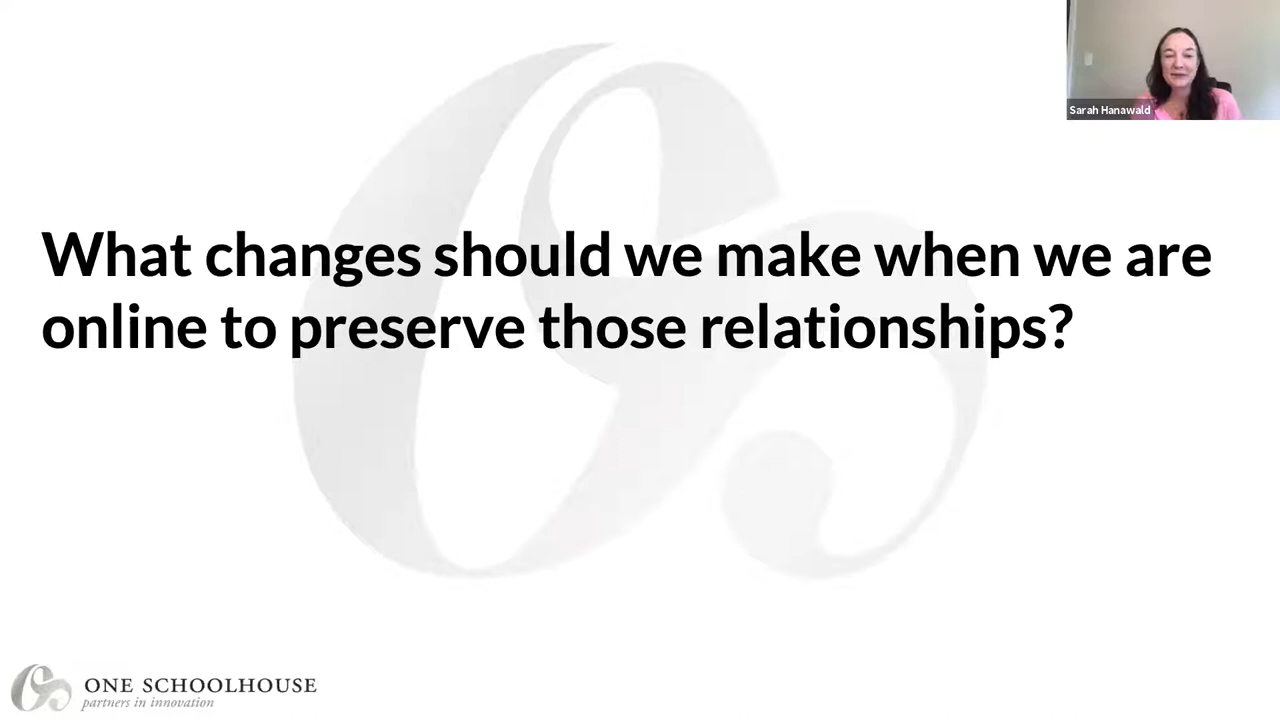 Sarah Hanawald
What changes should we make when we are
online to preserve those relationships?
ONE SCHOOLHOUSE
partners in innovation